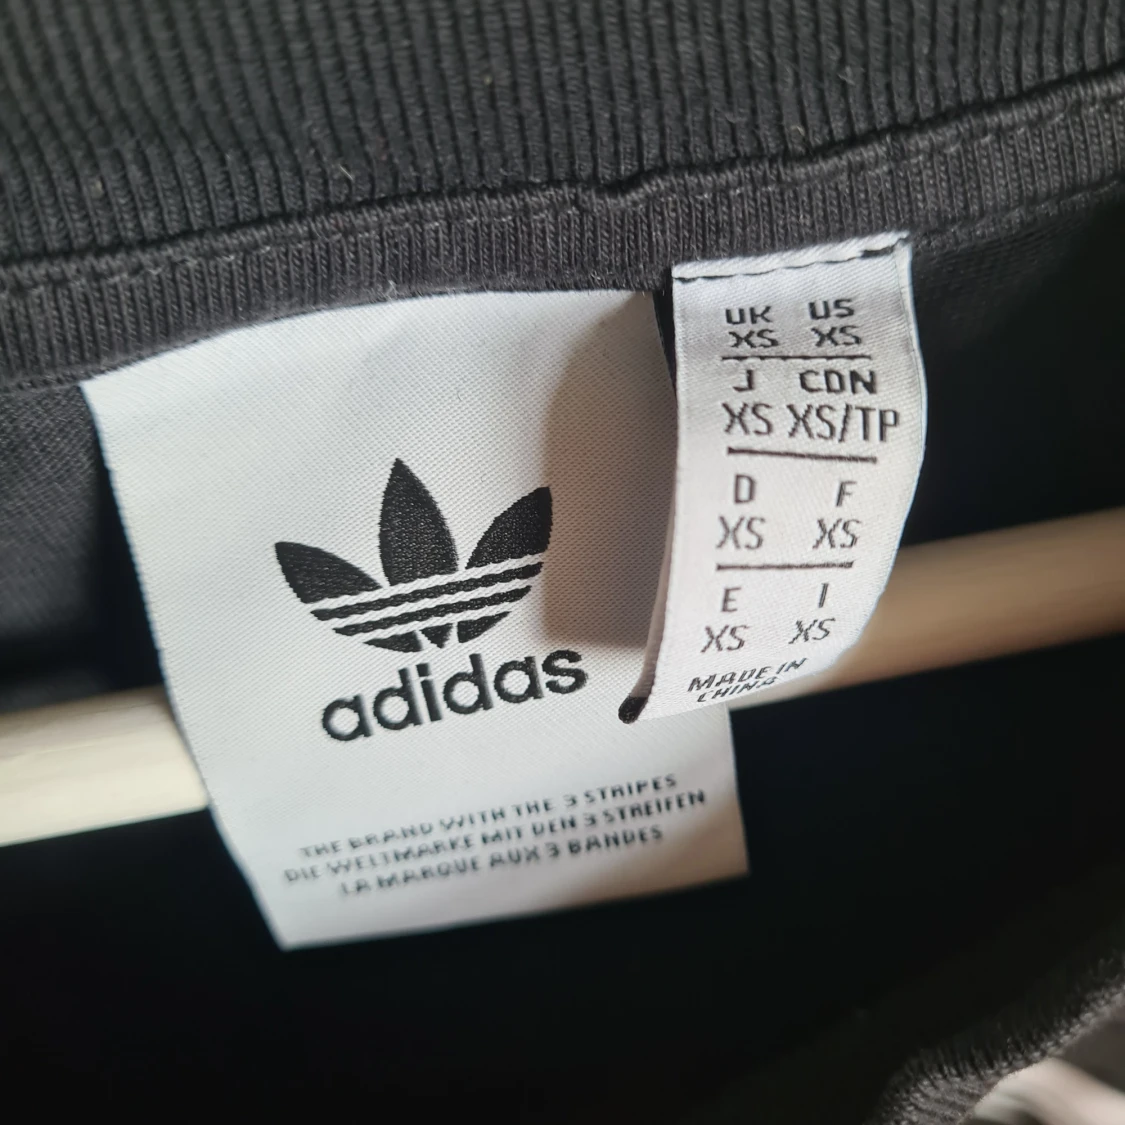 adidas
THE BRAND WITH THE 3 STRIPES
DIE WELTMARKE MIT DEN 3 STREIFEN
LA MARQUE AUX 3 BANDES
UK US
XS XS
J CDN
XS XS/TP
D F
XS XS
E I
XS XS
MADE IN
CHINA